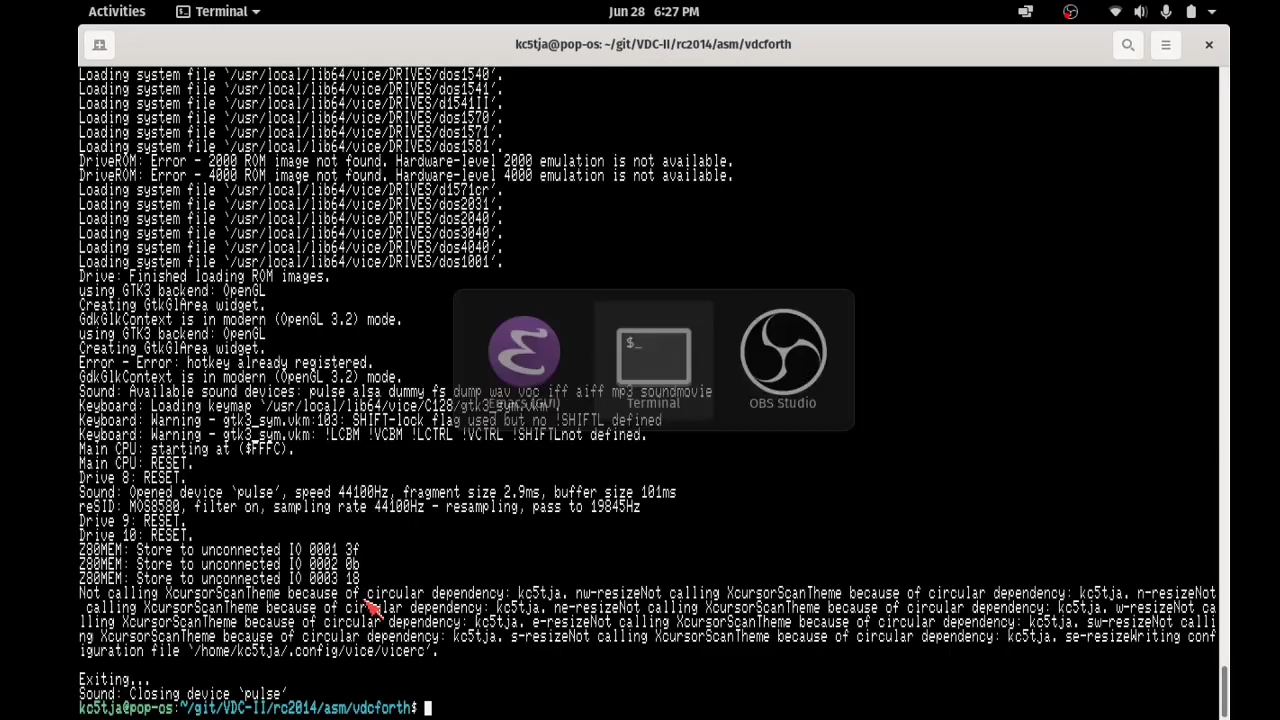 Activities
Terminal
Jun 28 6:27 PM
kc5tja@pop-os: ~/git/VDC-II/rc2014/asm/vdcforth
Loading system file `/usr/local/lib64/vice/DRIVES/dos1540'.
Loading system file `/usr/local/lib64/vice/DRIVES/dos1541'.
Loading system file `/usr/local/lib64/vice/DRIVES/d1541II'.
Loading system file `/usr/local/lib64/vice/DRIVES/dos1570'.
Loading system file `/usr/local/lib64/vice/DRIVES/dos1571'.
Loading system file `/usr/local/lib64/vice/DRIVES/dos1581'.
DriveROM: Error - 2000 ROM image not found. Hardware-level 2000 emulation is not available.
DriveROM: Error - 4000 ROM image not found. Hardware-level 4000 emulation is not available.
Loading system file `/usr/local/lib64/vice/DRIVES/d1571cr'.
Loading system file `/usr/local/lib64/vice/DRIVES/dos2031'.
Loading system file `/usr/local/lib64/vice/DRIVES/dos2040'.
Loading system file `/usr/local/lib64/vice/DRIVES/dos3040'.
Loading system file `/usr/local/lib64/vice/DRIVES/dos4040'.
Loading system file `/usr/local/lib64/vice/DRIVES/dos1001'.
Drive: Finished loading ROM images.
using GTK3 backend: OpenGL
Creating GtkGlArea widget.
GdkGlkContext is in modern (OpenGL 3.2) mode.
using GTK3 backend: OpenGL
Creating GtkGlArea widget.
Error - Error: hotkey already registered.
GdkGlkContext is in modern (OpenGL 3.2) mode.
Sound: Available sound devices: pulse alsa dummy fs dump wav voc iff aiff mp3 soundmovie
Keyboard: Loading keymap `/usr/local/lib64/vice/C128/gtk3_sym.vkm'.
Emacs (GUI)
Terminal
OBS Studio
Keyboard: Warning - gtk3_sym.vkm:103: SHIFT-lock flag used but no !SHIFTL defined
Keyboard: Warning - gtk3_sym.vkm: !LCBM !VCBM !LCTRL !VCTRL !SHIFTLnot defined.
Main CPU: starting at ($FFFC).
Main CPU: RESET.
Drive 8: RESET.
Sound: Opened device `pulse', speed 44100Hz, fragment size 2.9ms, buffer size 101ms
reSID: MOS8580, filter on, sampling rate 44100Hz - resampling, pass to 19845Hz
Drive 9: RESET.
Drive 10: RESET.
Z80MEM: Store to unconnected IO 0001 3f
Z80MEM: Store to unconnected IO 0002 0b
Z80MEM: Store to unconnected IO 0003 18
Not calling XcursorScanTheme because of circular dependency: kc5tja. nw-resizeNot calling XcursorScanTheme because of circular dependency: kc5tja. n-resizeNot
calling XcursorScanTheme because of circular dependency: kc5tja. ne-resizeNot calling XcursorScanTheme because of circular dependency: kc5tja. w-resizeNot ca
lling XcursorScanTheme because of circular dependency: kc5tja. e-resizeNot calling XcursorScanTheme because of circular dependency: kc5tja. sw-resizeNot calli
ng XcursorScanTheme because of circular dependency: kc5tja. s-resizeNot calling XcursorScanTheme because of circular dependency: kc5tja. se-resizeWriting conf
iguration file `/home/kc5tja/.config/vice/vicerc'.
Exiting...
Sound: Closing device `pulse'
kc5tja@pop-os:~/git/VDC-II/rc2014/asm/vdcforth$